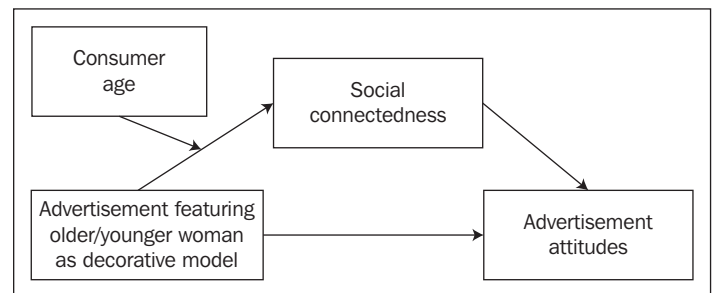 Consumer
age
Social
connectedness
Advertisement featuring
older/younger woman
as decorative model
Advertisement
attitudes